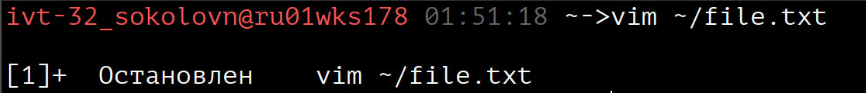 ivt-32_sokolovn@ru01wks178 01:51:18 ~->vim ~/file.txt
[1]+  Остановлен    vim ~/file.txt